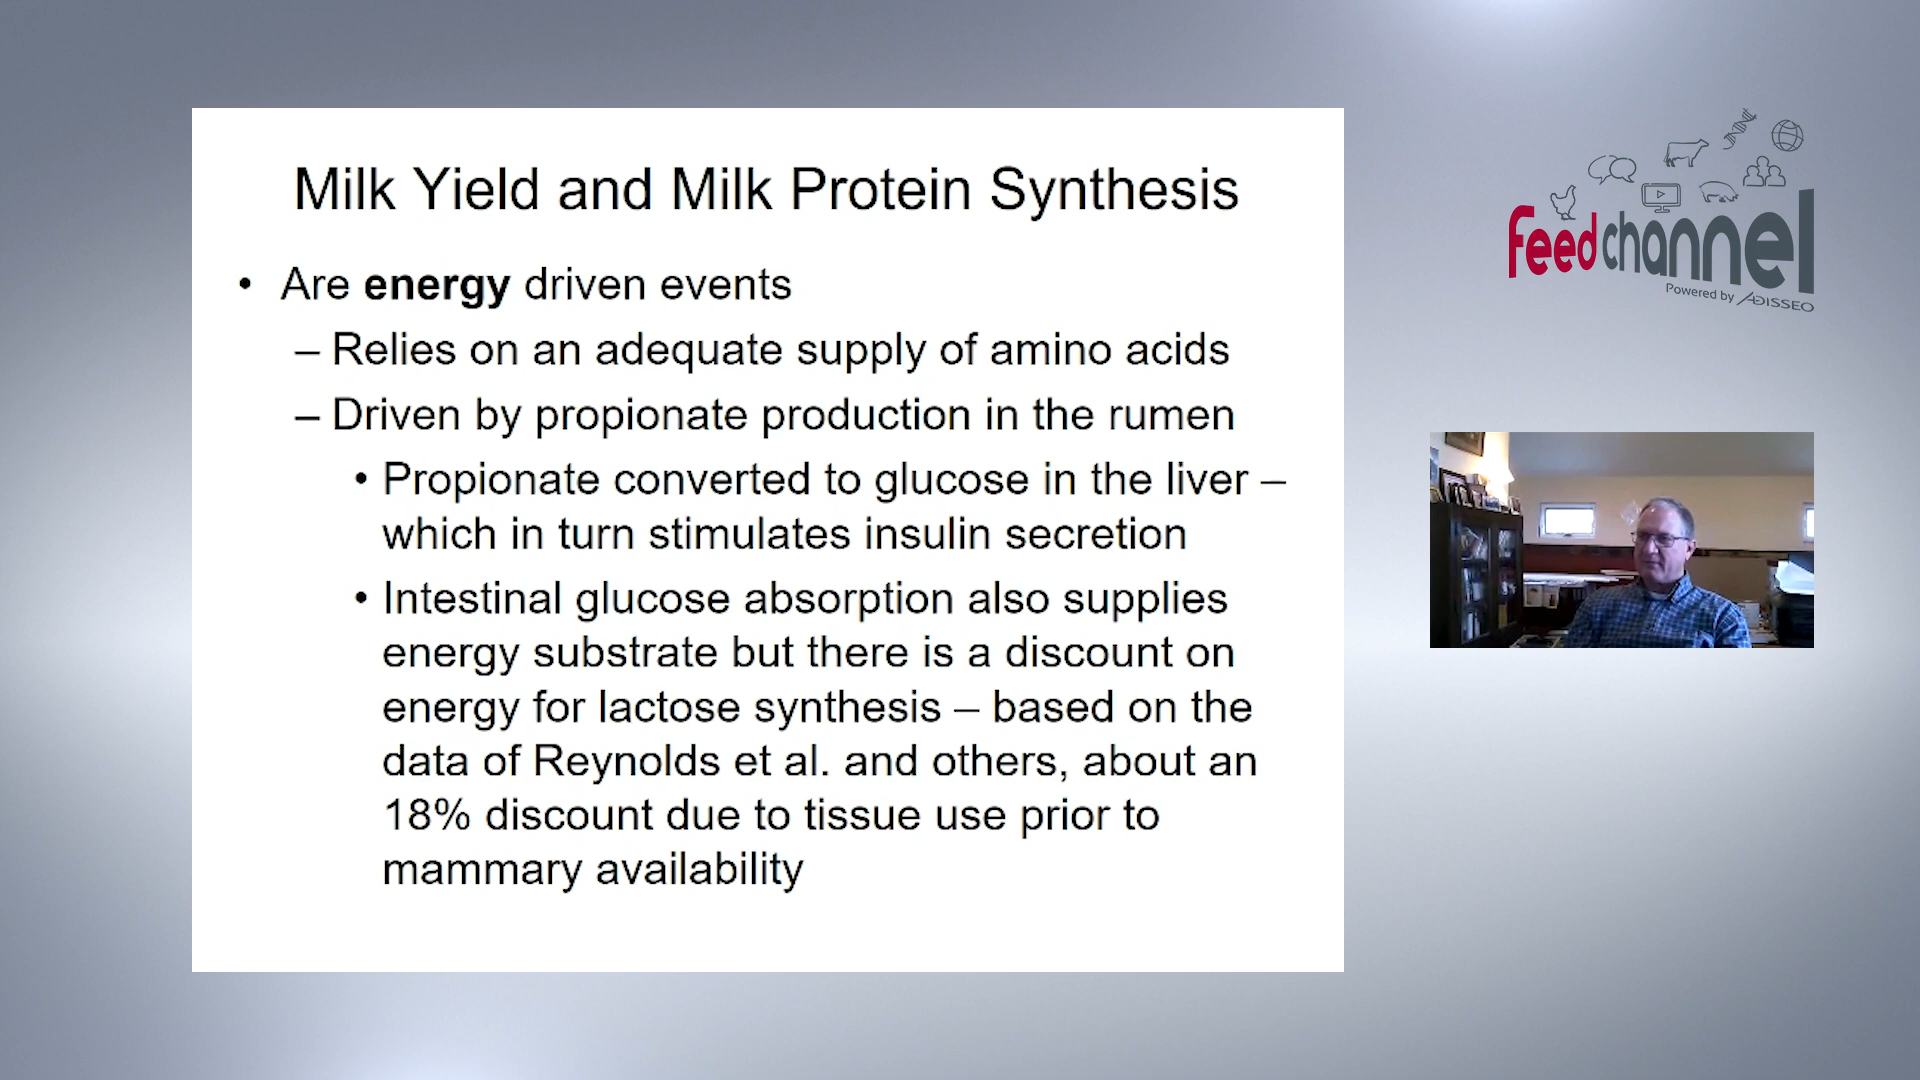 Milk Yield and Milk Protein Synthesis
• Are energy driven events
– Relies on an adequate supply of amino acids
– Driven by propionate production in the rumen
• Propionate converted to glucose in the liver –
which in turn stimulates insulin secretion
• Intestinal glucose absorption also supplies
energy substrate but there is a discount on
energy for lactose synthesis – based on the
data of Reynolds et al. and others, about an
18% discount due to tissue use prior to
mammary availability
feedchannel
Powered by ADISSEO